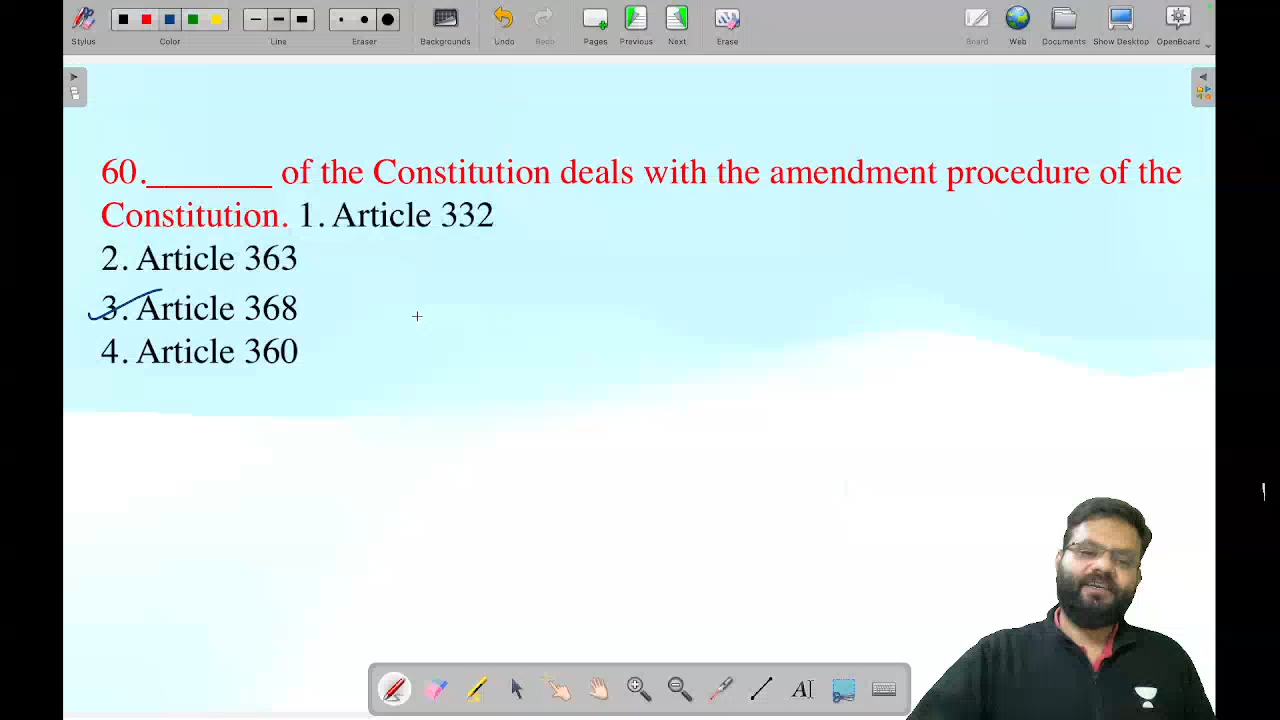 Stylus Color Line Eraser Backgrounds Undo Redo Pages Previous Next Erase Board Web Documents Show Desktop OpenBoard
60._______ of the Constitution deals with the amendment procedure of the
Constitution. 1. Article 332
2. Article 363
3. Article 368
4. Article 360